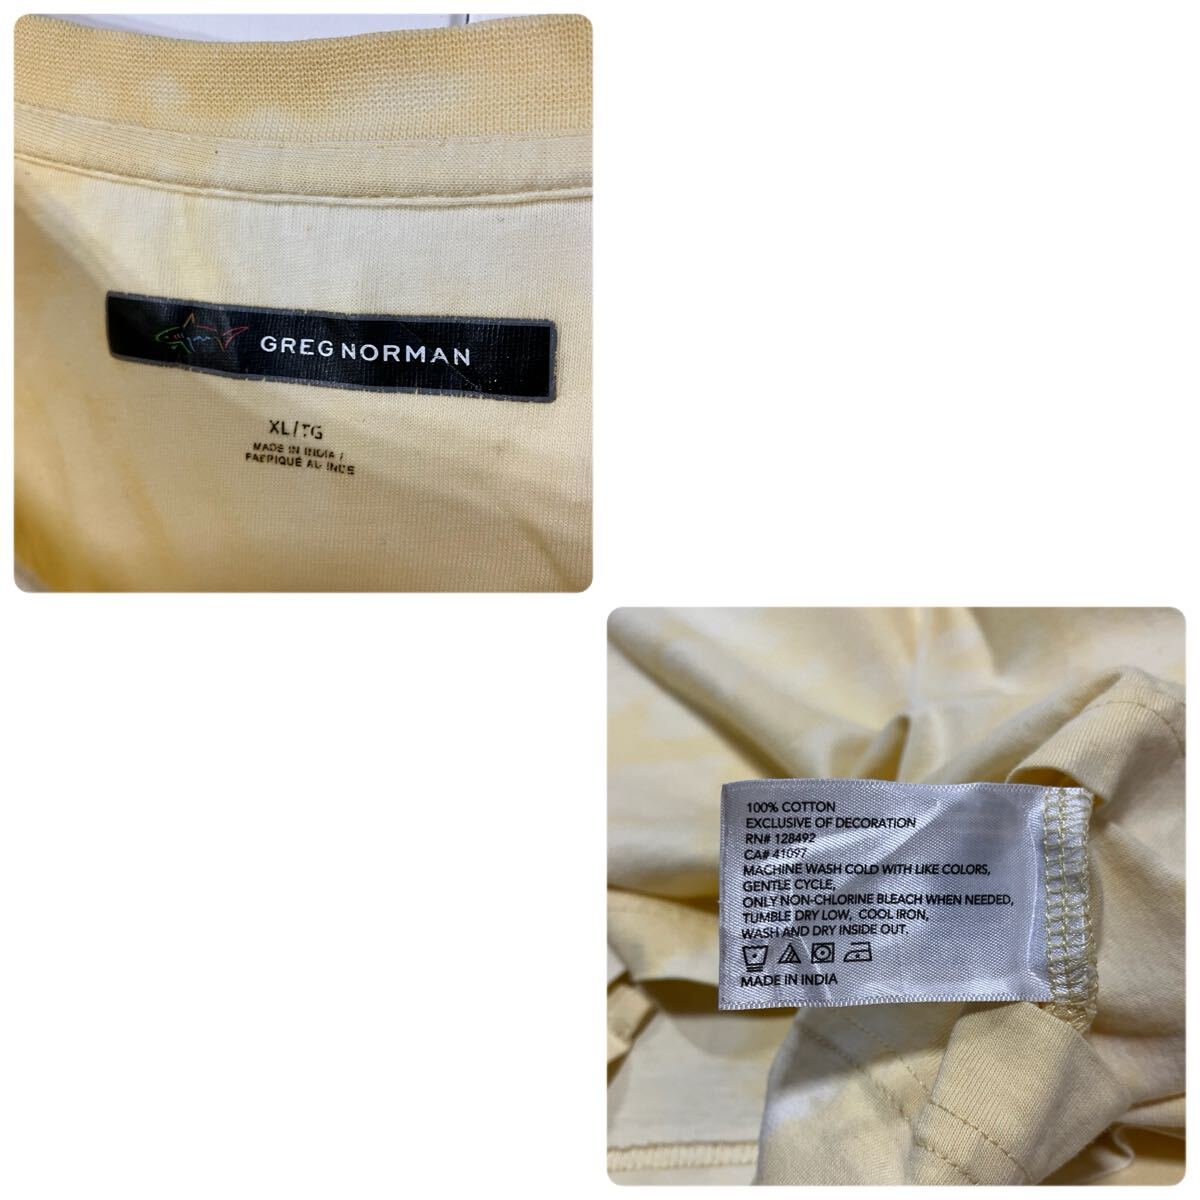 GREG NORMAN
XL/TG
MADE IN INDIA /
FABRIQUÉ AU INDE
100% COTTON
EXCLUSIVE OF DECORATION
RN# 128492
CA# 41097
MACHINE WASH COLD WITH LIKE COLORS,
GENTLE CYCLE,
ONLY NON-CHLORINE BLEACH WHEN NEEDED,
TUMBLE DRY LOW, COOL IRON,
WASH AND DRY INSIDE OUT.
MADE IN INDIA